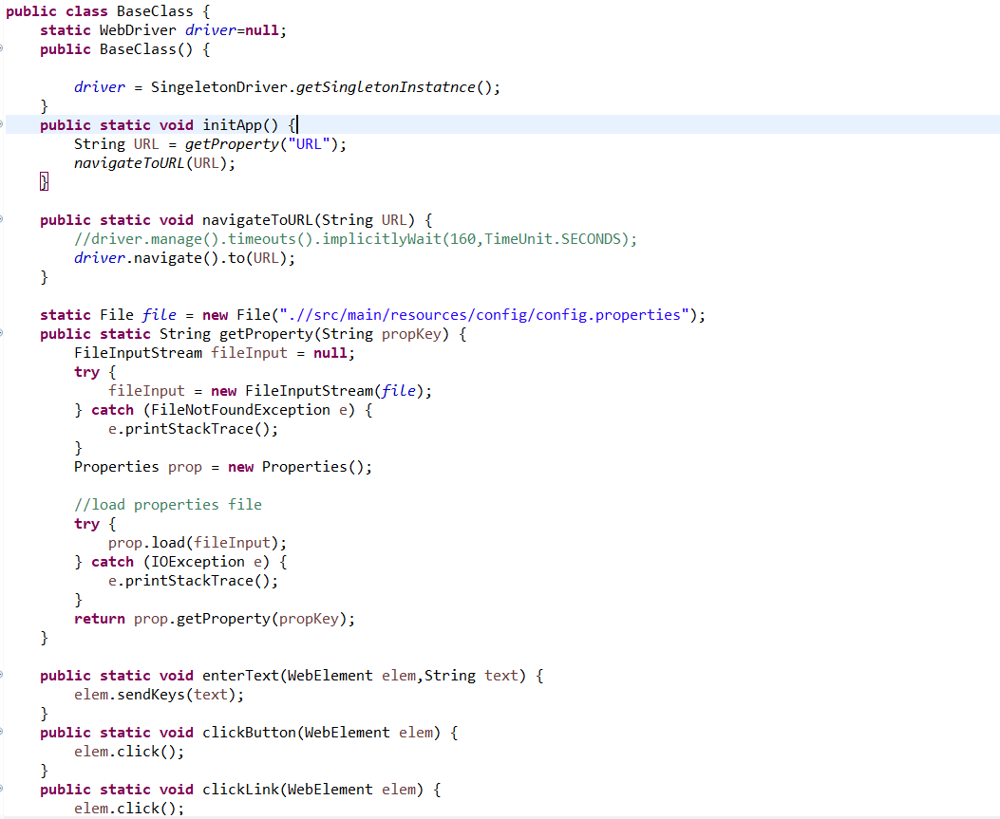 public class BaseClass {
    static WebDriver driver=null;
    public BaseClass() {

        driver = SingeletonDriver.getSingletonInstatnce();
    }
    public static void initApp() {
        String URL = getProperty("URL");
        navigateToURL(URL);
    }

    public static void navigateToURL(String URL) {
        //driver.manage().timeouts().implicitlyWait(160,TimeUnit.SECONDS);
        driver.navigate().to(URL);
    }

    static File file = new File(".//src/main/resources/config/config.properties");
    public static String getProperty(String propKey) {
        FileInputStream fileInput = null;
        try {
            fileInput = new FileInputStream(file);
        } catch (FileNotFoundException e) {
            e.printStackTrace();
        }
        Properties prop = new Properties();

        //load properties file
        try {
            prop.load(fileInput);
        } catch (IOException e) {
            e.printStackTrace();
        }
        return prop.getProperty(propKey);
    }

    public static void enterText(WebElement elem,String text) {
        elem.sendKeys(text);
    }
    public static void clickButton(WebElement elem) {
        elem.click();
    }
    public static void clickLink(WebElement elem) {
        elem.click();